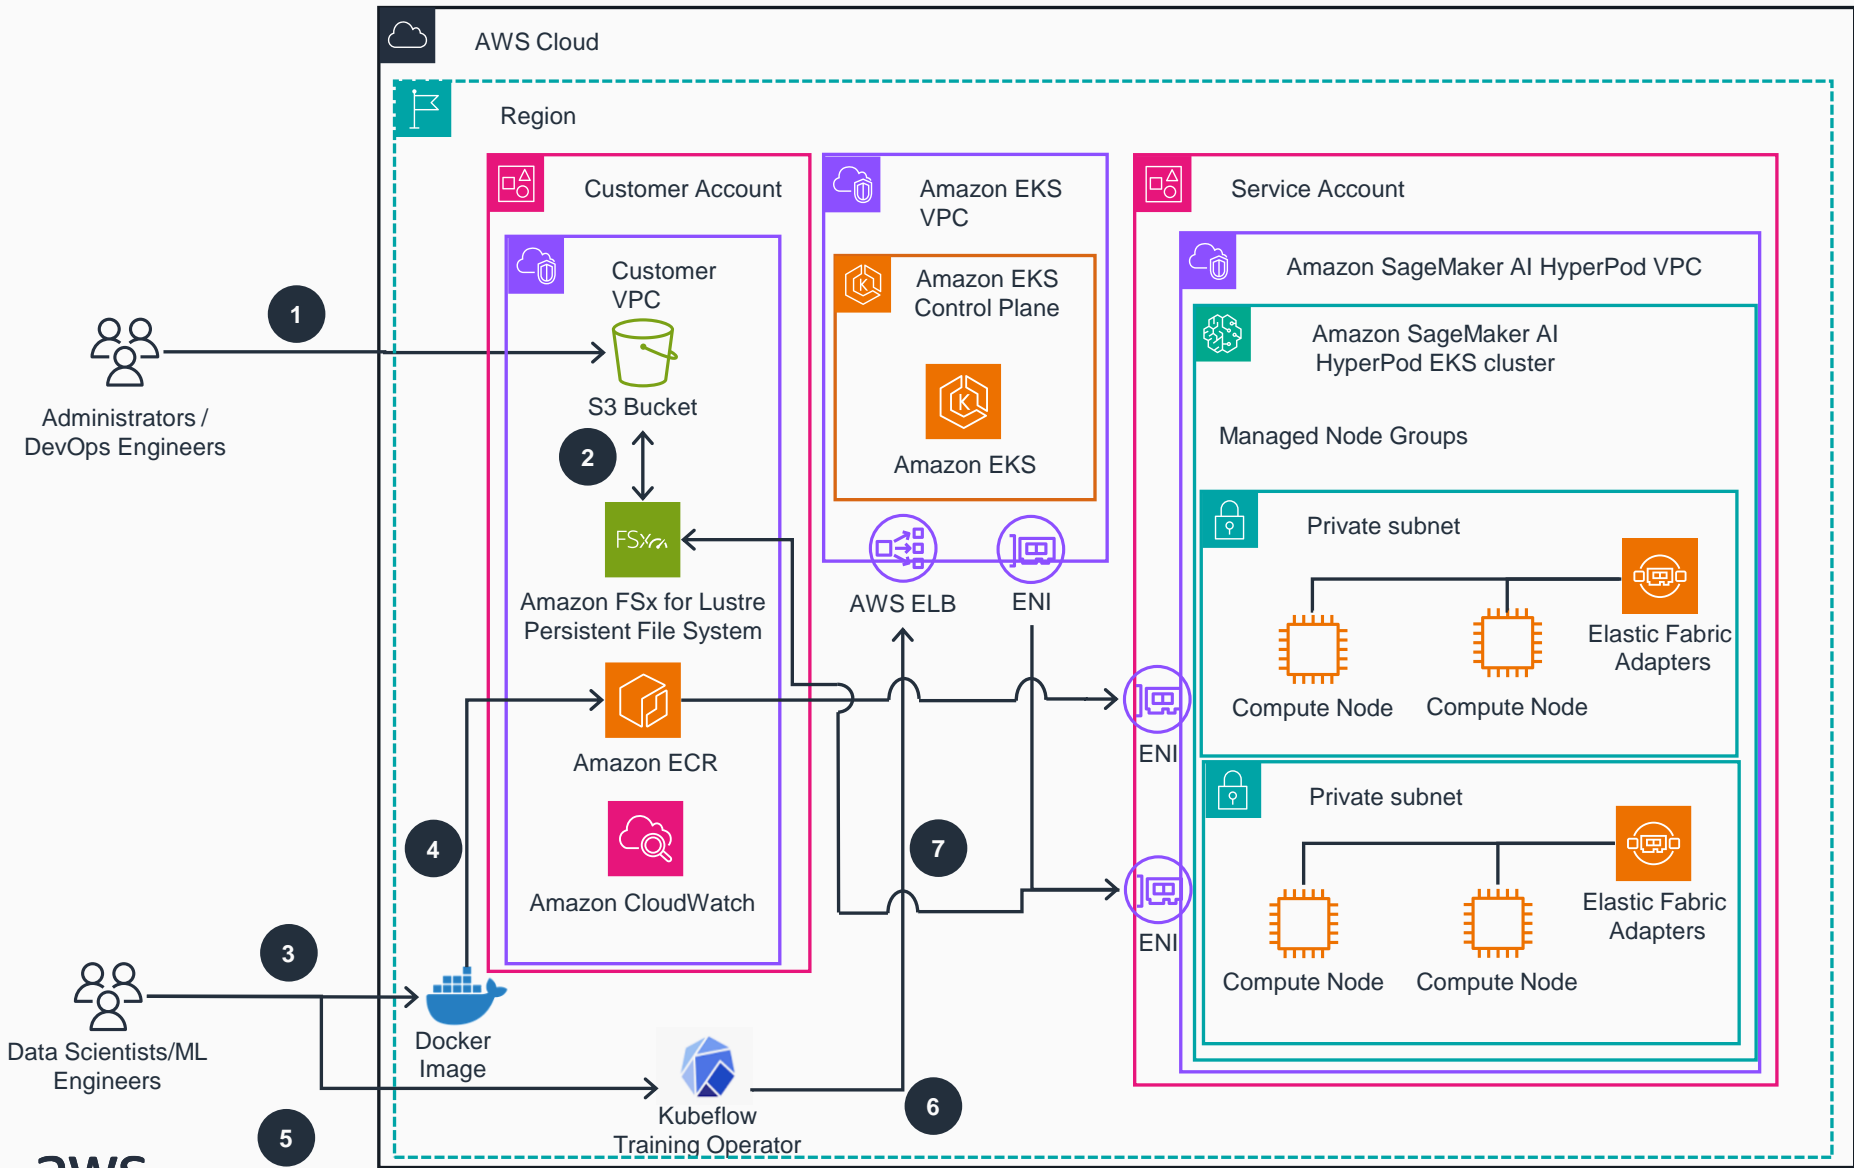 AWS Cloud
Region
Customer Account
Customer
VPC
S3 Bucket
FSx
Amazon FSx for Lustre
Persistent File System
Amazon ECR
Amazon CloudWatch
Amazon EKS
VPC
Amazon EKS
Control Plane
K
K
Amazon EKS
AWS ELB
ENI
Service Account
Amazon SageMaker AI HyperPod VPC
Amazon SageMaker AI
HyperPod EKS cluster
Managed Node Groups
Private subnet
Elastic Fabric
Adapters
Compute Node
Compute Node
ENI
Private subnet
Elastic Fabric
Adapters
Compute Node
Compute Node
ENI
1
Administrators /
DevOps Engineers
2
3
4
5
6
7
Data Scientists/ML
Engineers
Docker
Image
Kubeflow
Training Operator
aws